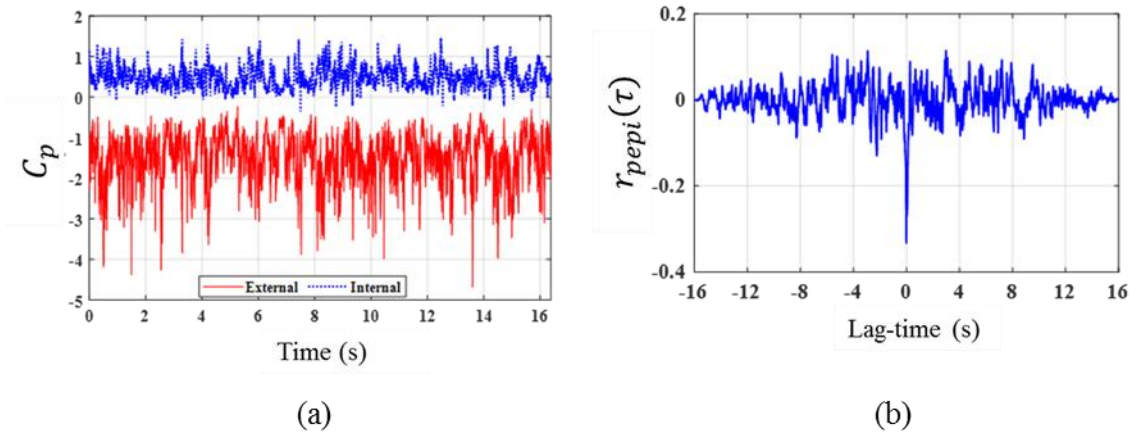 2
1
0
-1
-2
-3
-4
-5
C_p
External Internal
0 2 4 6 8 10 12 14 16
Time (s)
(a)
0.2
0
-0.2
-0.4
r_{pepi}(τ)
-16 -12 -8 -4 0 4 8 12 16
Lag-time (s)
(b)